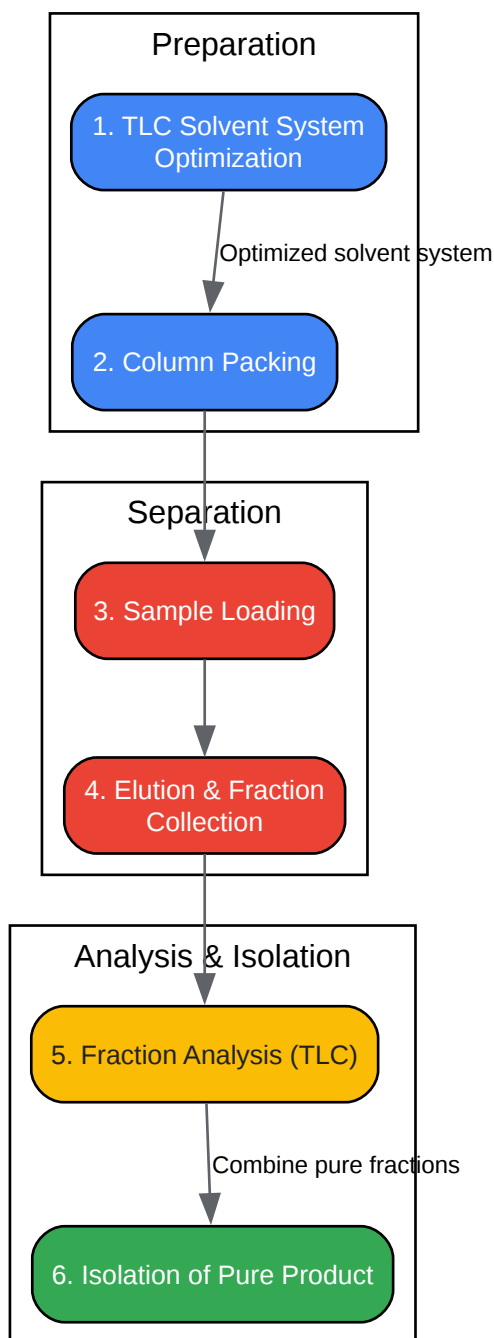 Preparation
1. TLC Solvent System
Optimization
Optimized solvent system
2. Column Packing
Separation
3. Sample Loading
4. Elution & Fraction
Collection
Analysis & Isolation
5. Fraction Analysis (TLC)
Combine pure fractions
6. Isolation of Pure Product